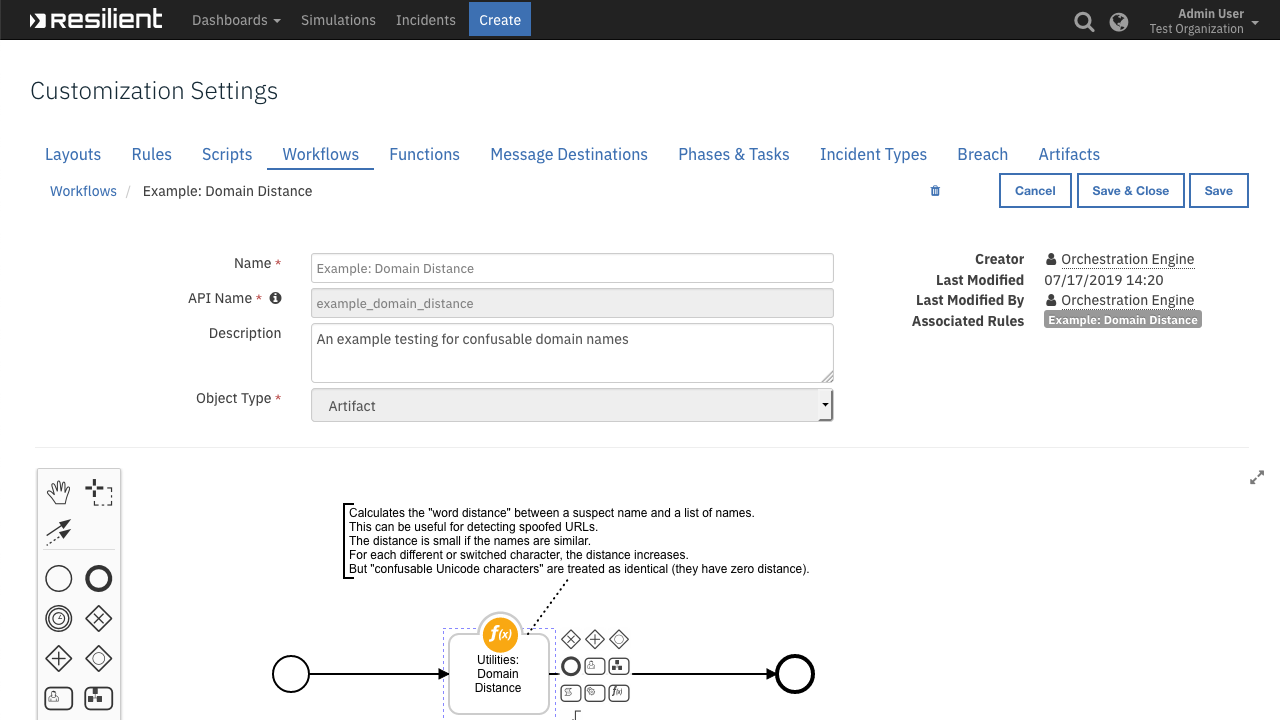 resilient Dashboards Simulations Incidents Create Admin User
Test Organization
Customization Settings
Layouts Rules Scripts Workflows Functions Message Destinations Phases & Tasks Incident Types Breach Artifacts
Workflows / Example: Domain Distance Cancel Save & Close Save
Name * Example: Domain Distance
API Name * example_domain_distance
Description An example testing for confusable domain names
Object Type * Artifact
Creator Orchestration Engine
Last Modified 07/17/2019 14:20
Last Modified By Orchestration Engine
Associated Rules Example: Domain Distance
Calculates the "word distance" between a suspect name and a list of names.
This can be useful for detecting spoofed URLs.
The distance is small if the names are similar.
For each different or switched character, the distance increases.
But "confusable Unicode characters" are treated as identical (they have zero distance).
f(x)
Utilities:
Domain
Distance
f(x)